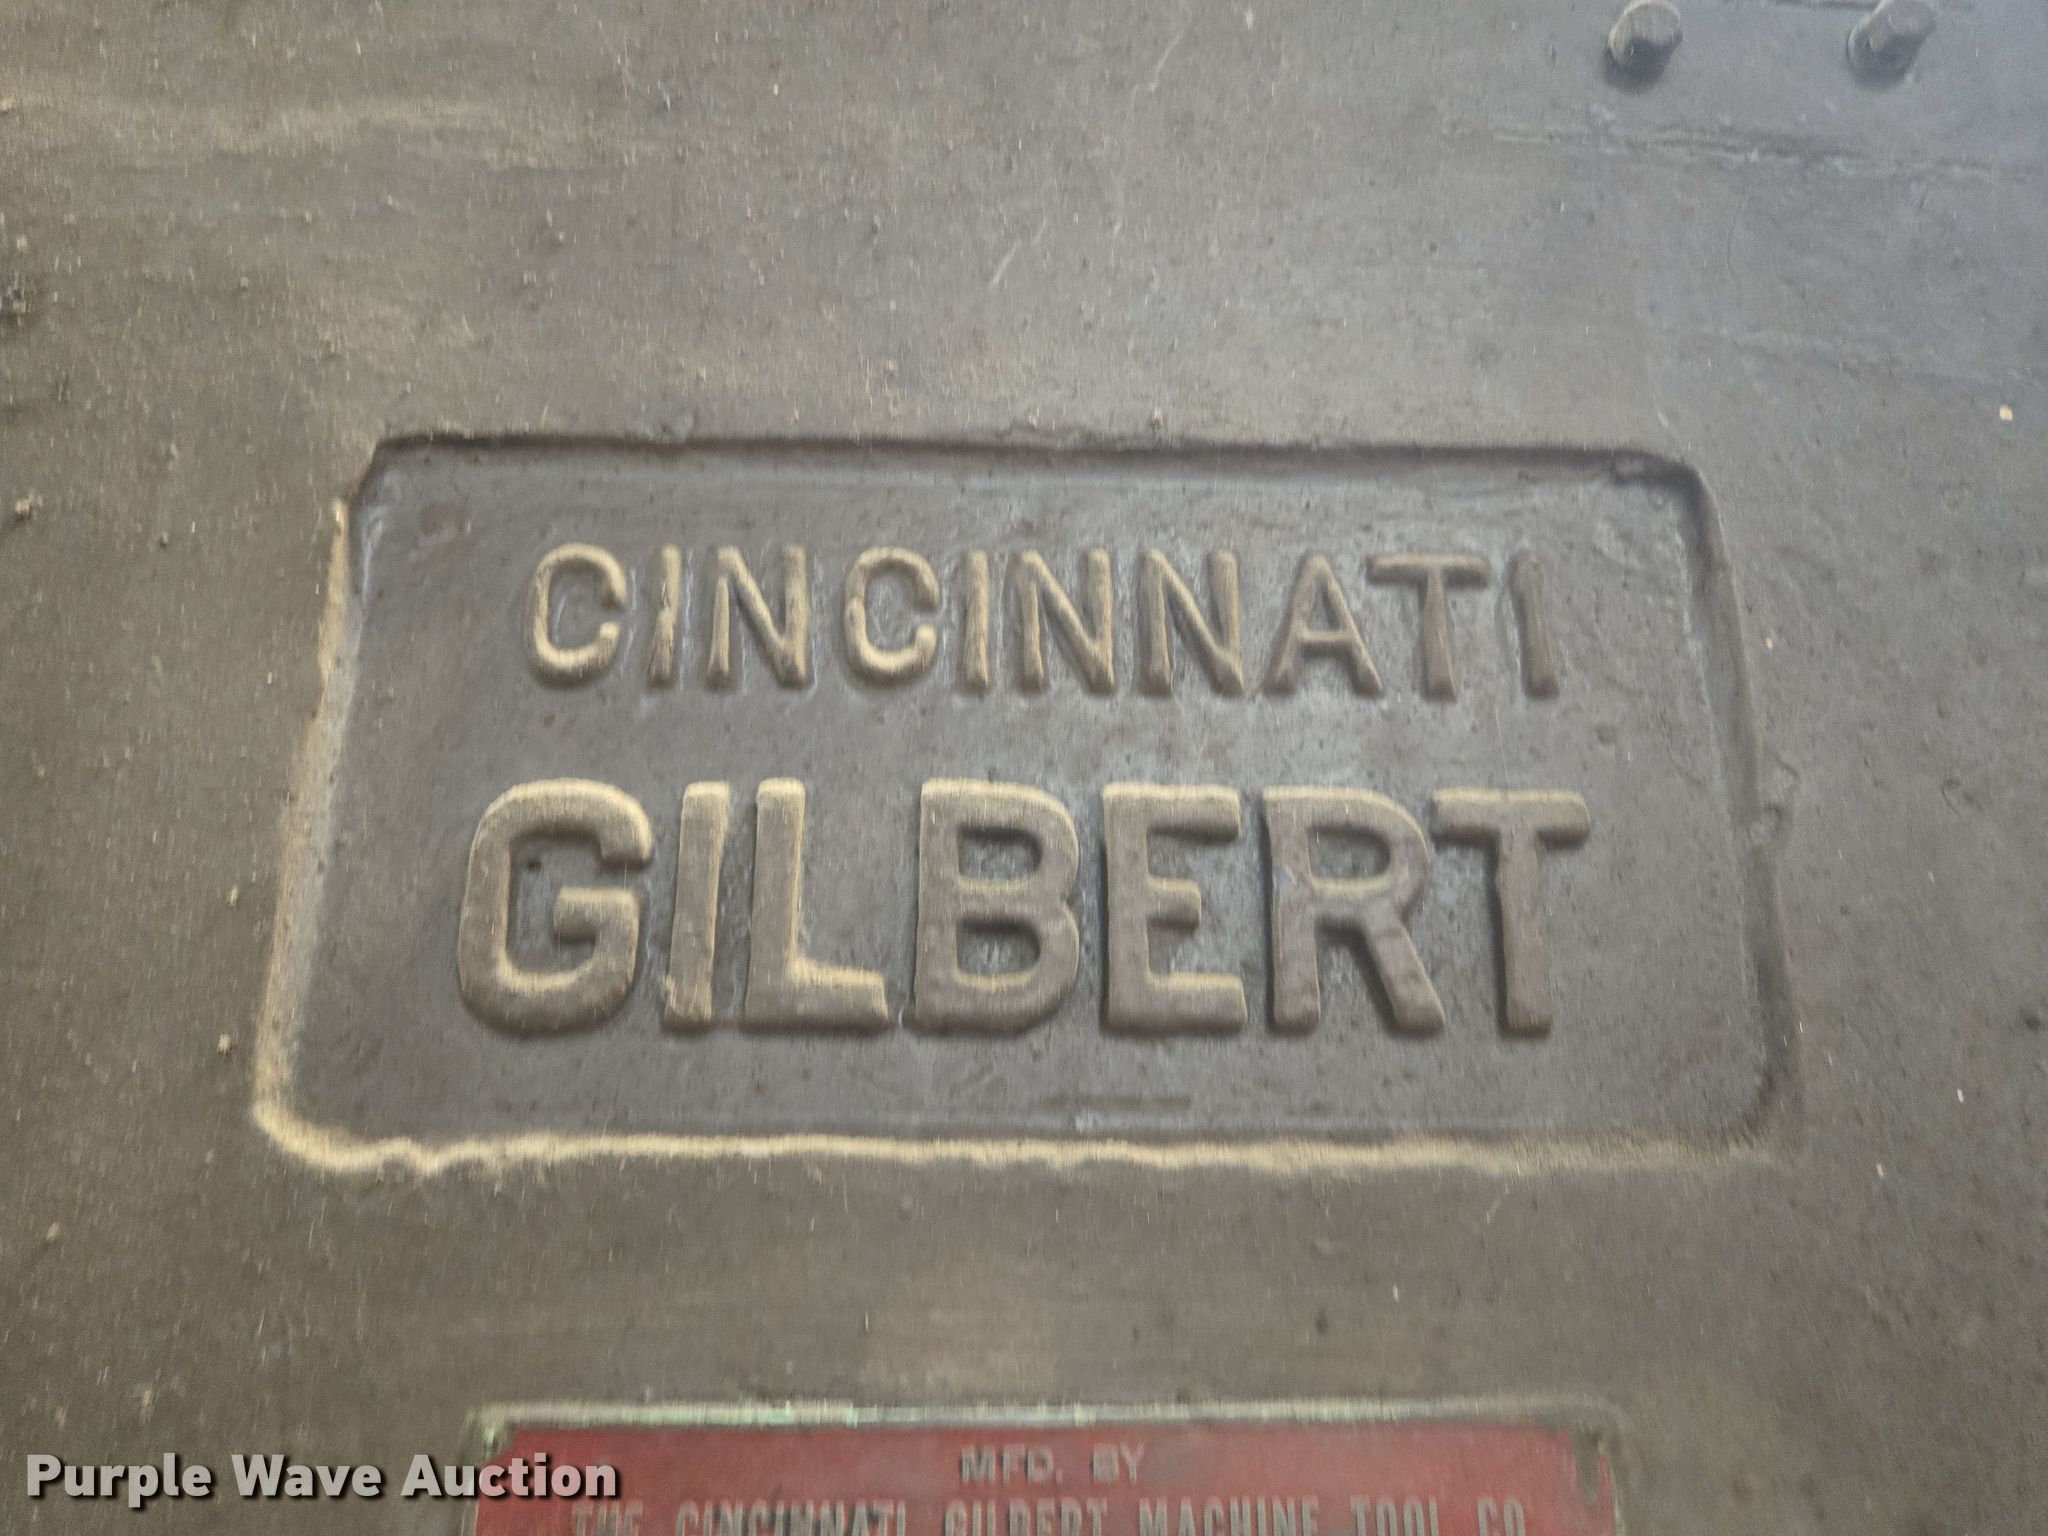 CINCINNATI
GILBERT
MFD. BY
THE CINCINNATI GILBERT MACHINE TOOL CO
Purple Wave Auction